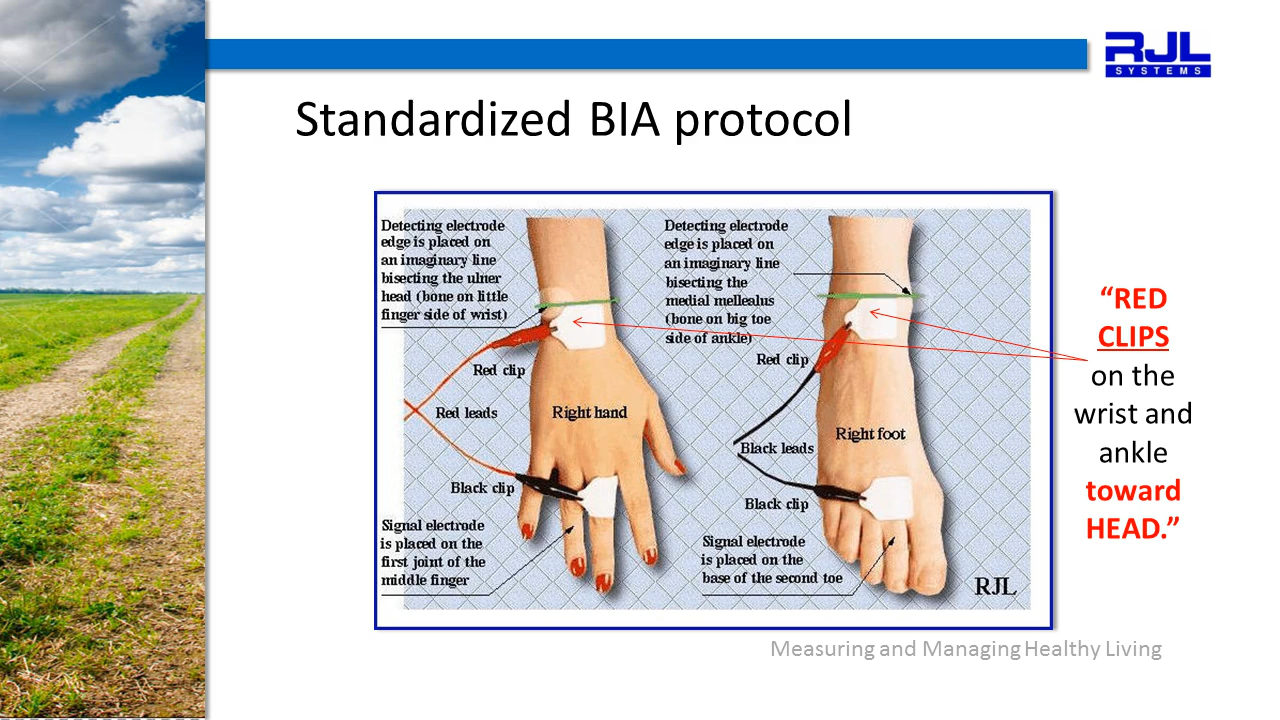 RJL
SYSTEMS
Standardized BIA protocol
Detecting electrode
edge is placed on
an imaginary line
bisecting the ulner
head (bone on little
finger side of wrist)
Red clip
Red leads
Right hand
Black clip
Signal electrode
is placed on the
first joint of the
middle finger
Detecting electrode
edge is placed on
an imaginary line
bisecting the
medial mellealus
(bone on big toe
side of ankle)
Red clip
Right foot
Black leads
Black clip
Signal electrode
is placed on the
base of the second toe
RJL
“RED
CLIPS
on the
wrist and
ankle
toward
HEAD.”
Measuring and Managing Healthy Living